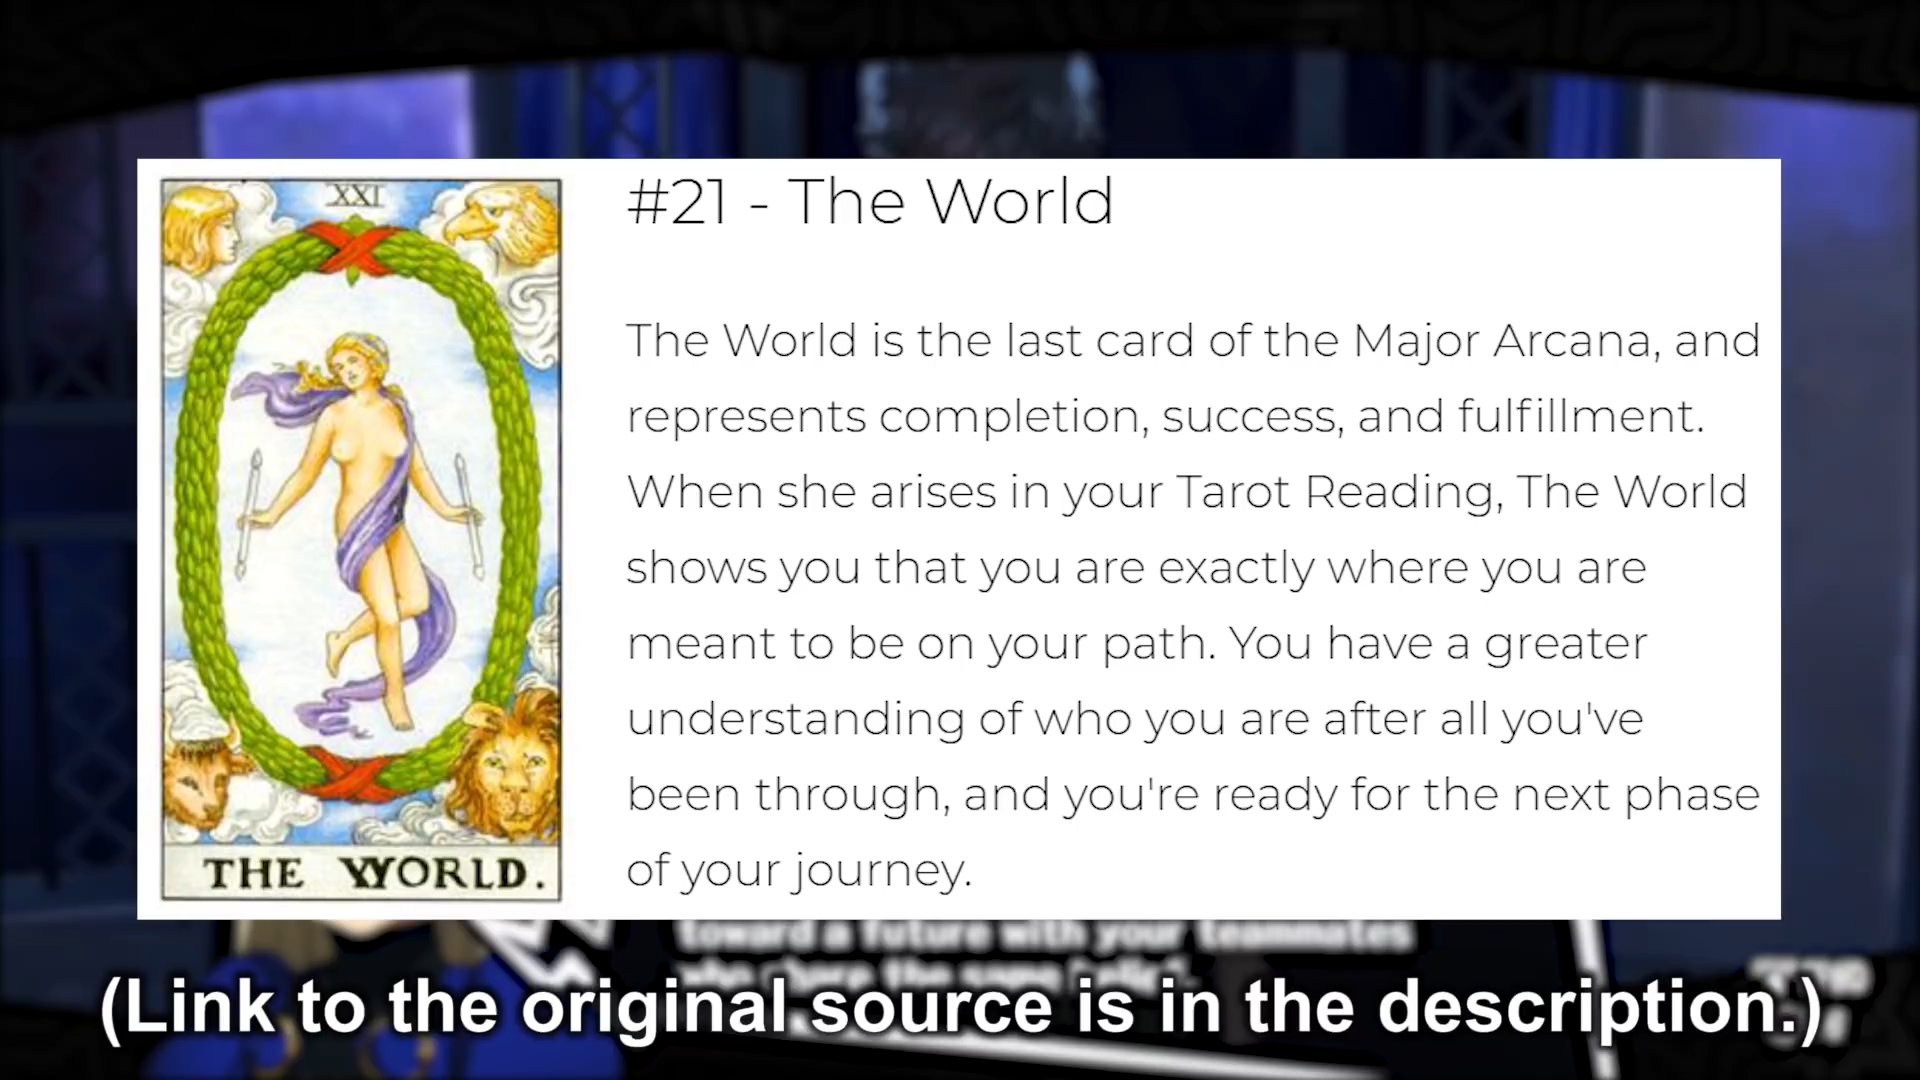 XXI
THE WORLD.
#21 - The World
The World is the last card of the Major Arcana, and
represents completion, success, and fulfillment.
When she arises in your Tarot Reading, The World
shows you that you are exactly where you are
meant to be on your path. You have a greater
understanding of who you are after all you've
been through, and you're ready for the next phase
of your journey.
toward a future with your teammates
who share the same
(Link to the original source is in the description.)